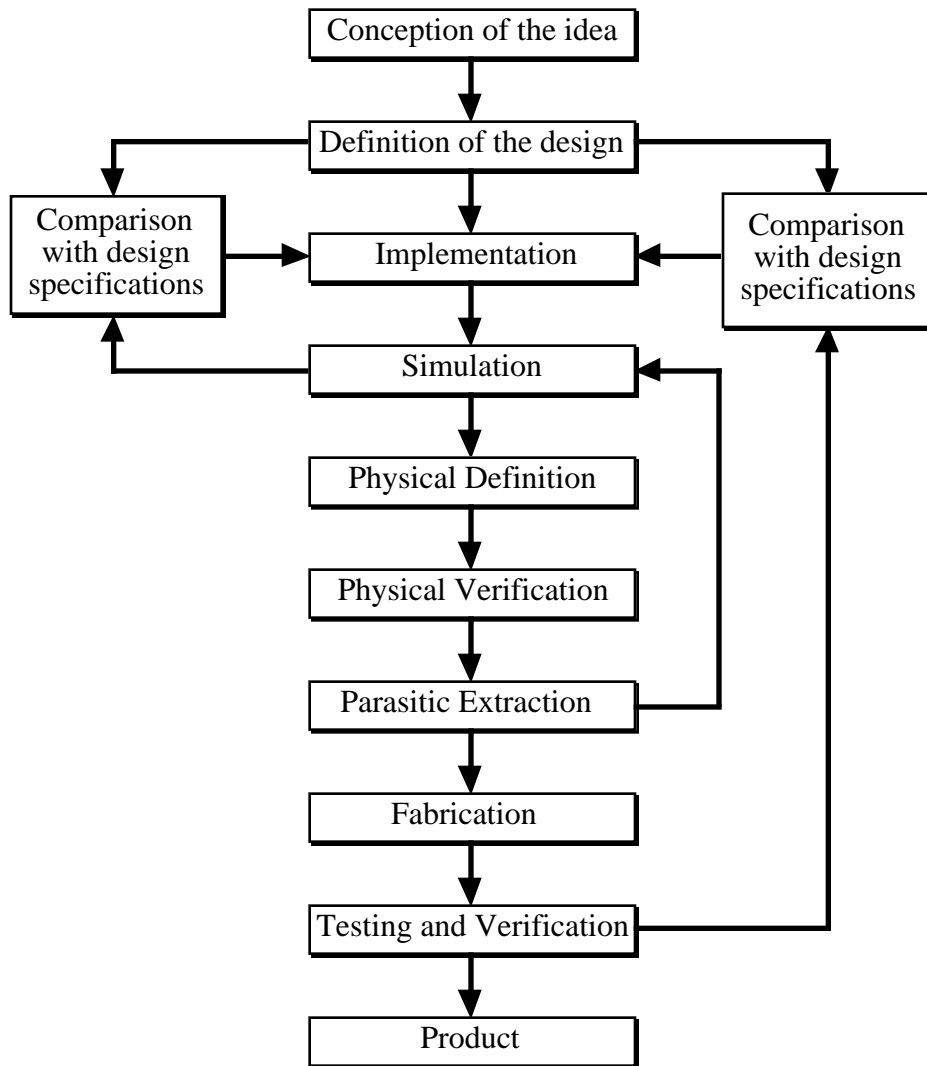 Conception of the idea
Definition of the design
Comparison
with design
specifications
Implementation
Comparison
with design
specifications
Simulation
Physical Definition
Physical Verification
Parasitic Extraction
Fabrication
Testing and Verification
Product